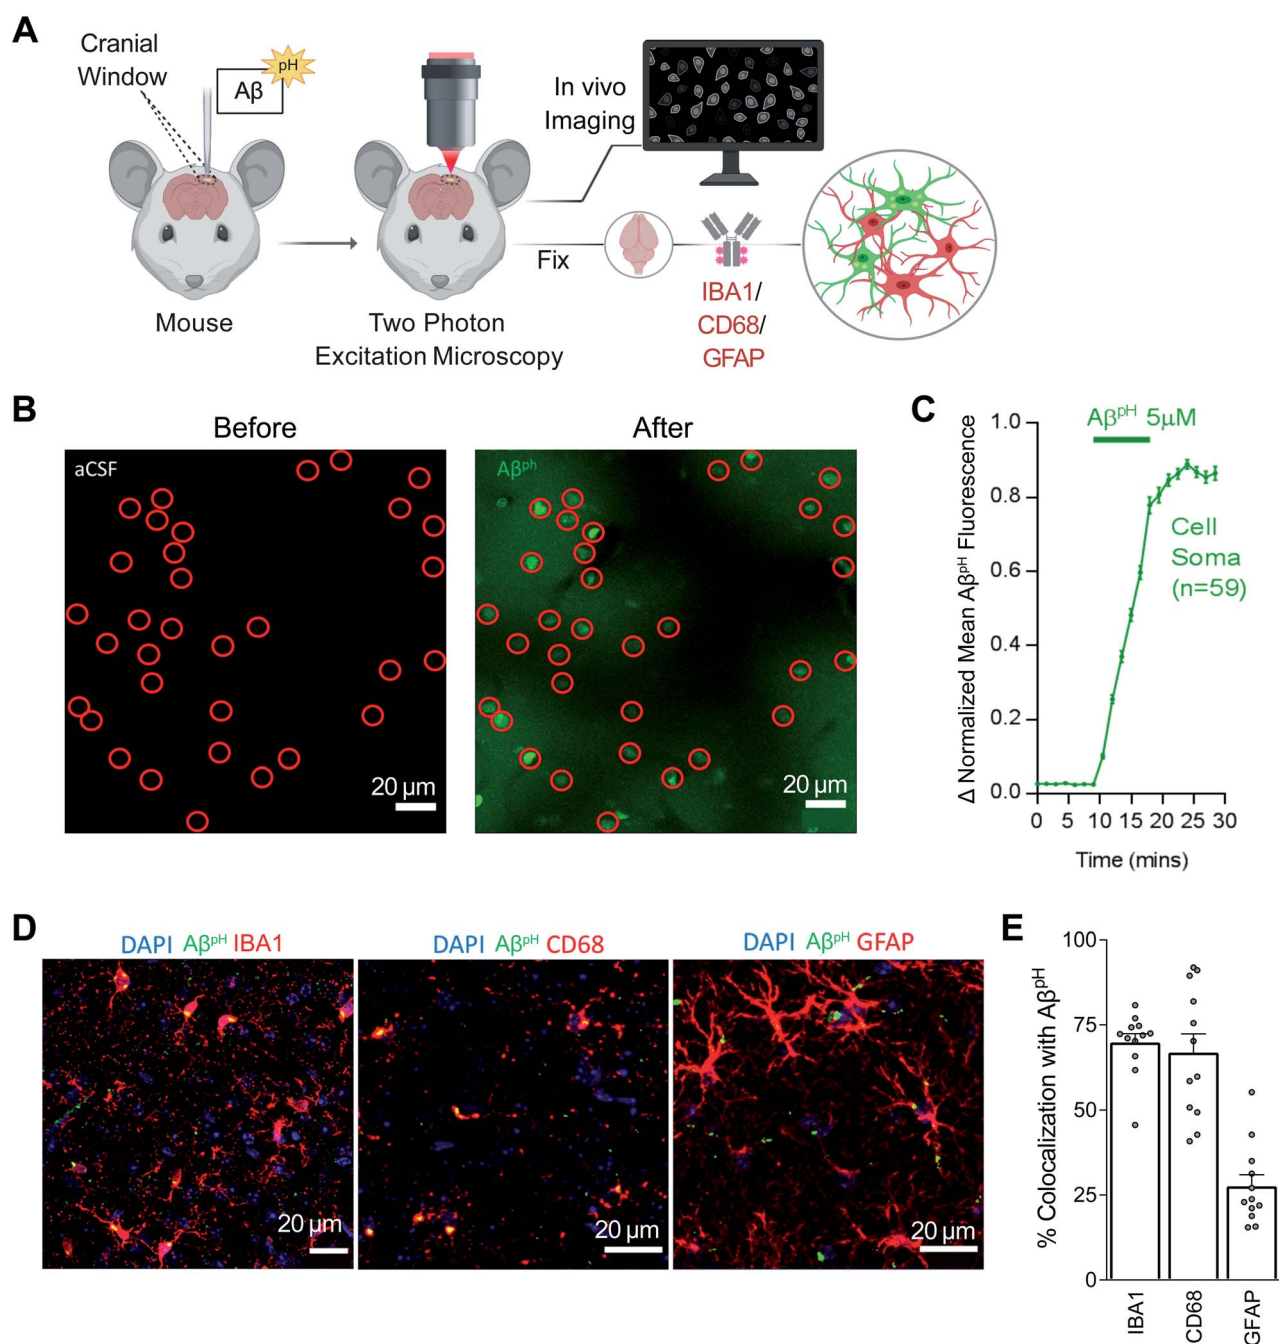 A
Cranial
Window
Aβ
pH
In vivo
Imaging
Mouse
Two Photon
Excitation Microscopy
Fix
IBA1/
CD68/
GFAP
B
Before
After
aCSF
20 µm
Aβph
20 µm
C
AβpH 5µM
Δ Normalized Mean AβpH Fluorescence
1.0
0.8
0.6
0.4
0.2
0.0
Cell
Soma
(n=59)
0 5 10 15 20 25 30
Time (mins)
D
DAPI AβpH IBA1
20 µm
DAPI AβpH CD68
20 µm
DAPI AβpH GFAP
20 µm
E
% Colocalization with AβpH
100
75
50
25
0
IBA1
CD68
GFAP